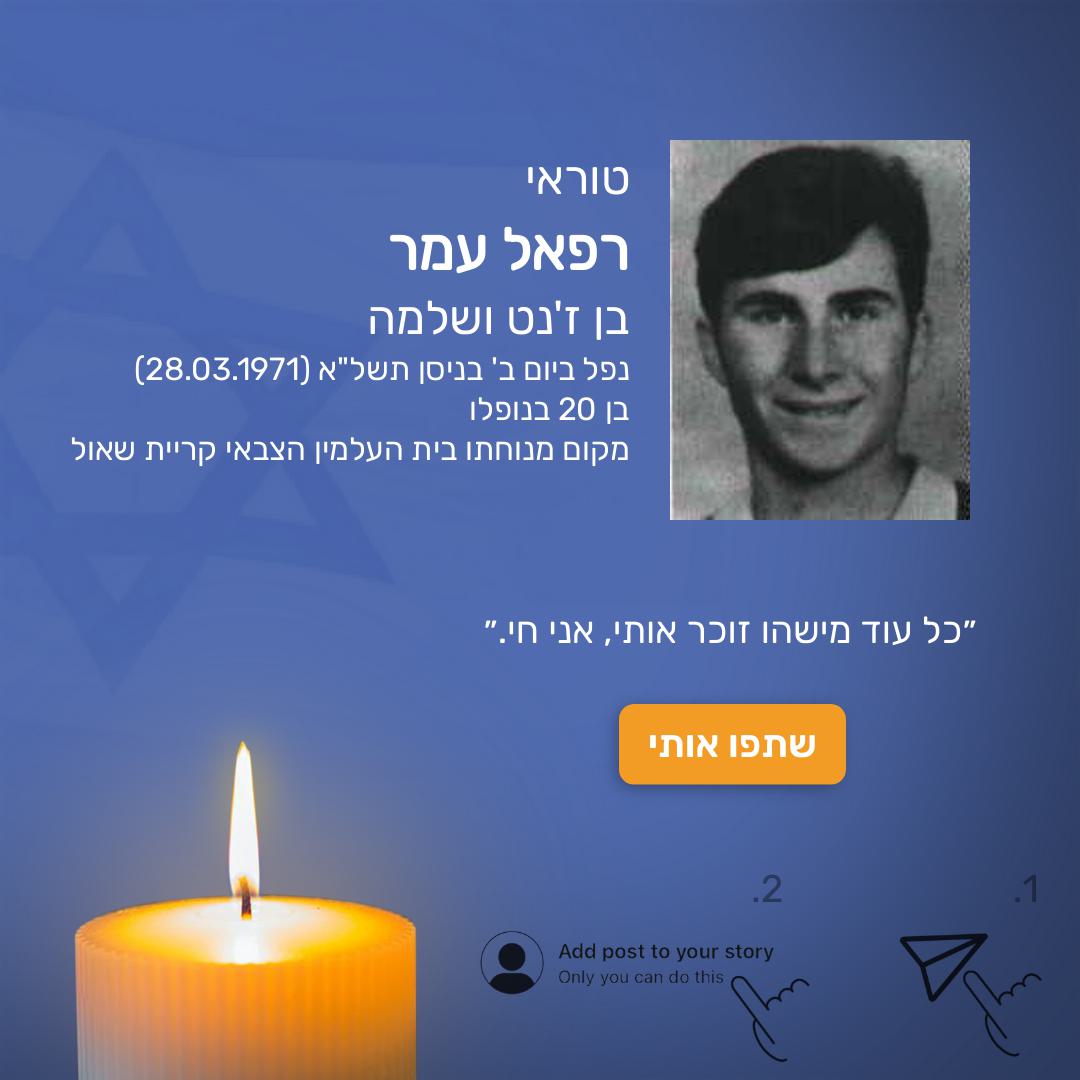 טוראי
רפאל עמר
בן ז'נט ושלמה
נפל ביום ב' בניסן תשל"א (28.03.1971)
בן 20 בנופלו
מקום מנוחתו בית העלמין הצבאי קריית שאול
״כל עוד מישהו זוכר אותי, אני חי.״
שתפו אותי
.1
.2
Add post to your story
Only you can do this